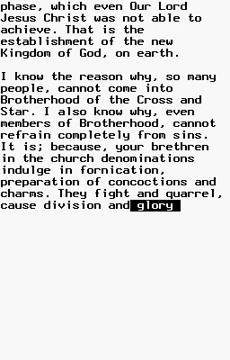 phase, which even Our Lord
Jesus Christ was not able to
achieve. That is the
establishment of the new
Kingdom of God, on earth.

I know the reason why, so many
people, cannot come into
Brotherhood of the Cross and
Star. I also know why, even
members of Brotherhood, cannot
refrain completely from sins.
It is; because, your brethren
in the church denominations
indulge in fornication,
preparation of concoctions and
charms. They fight and quarrel,
cause division and glory